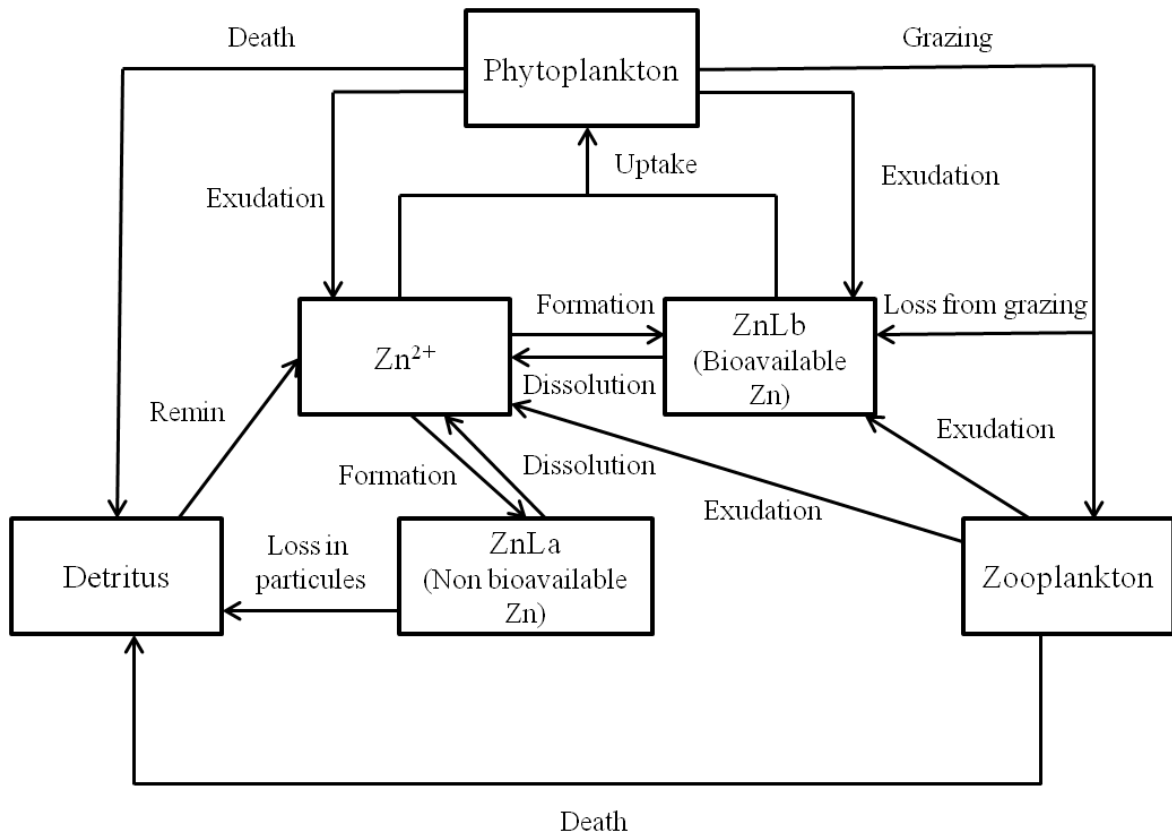 Death
Grazing
Phytoplankton
Uptake
Exudation
Exudation
Formation
ZnLb
(Bioavailable
Zn)
Loss from grazing
Zn²⁺
Dissolution
Remin
Exudation
Formation
Dissolution
Exudation
Detritus
Loss in
particules
ZnLa
(Non bioavailable
Zn)
Zooplankton
Death